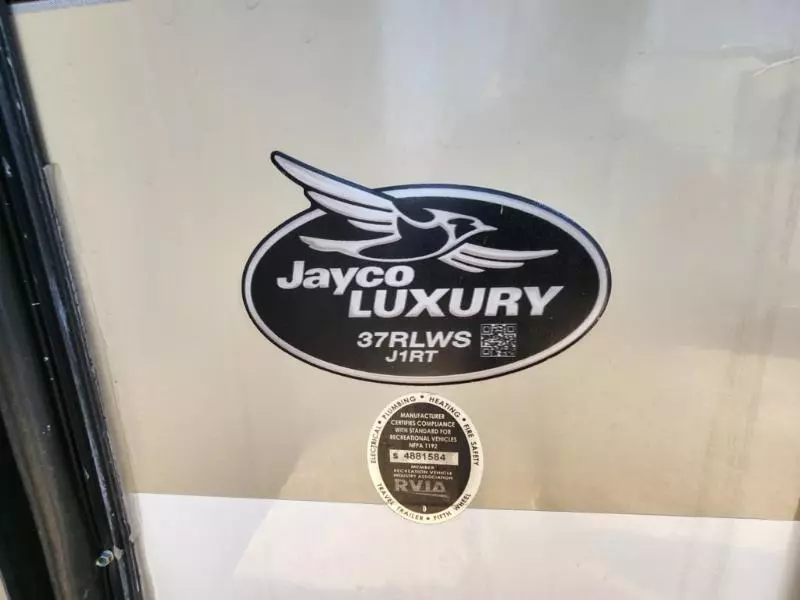 Jayco
LUXURY
37RLWS
J1RT
ELECTRICAL • PLUMBING • HEATING • FIRE SAFETY
MANUFACTURER
CERTIFIES COMPLIANCE
WITH STANDARD FOR
RECREATIONAL VEHICLES
NFPA 1192
S 4881584
MEMBER
RECREATION VEHICLE
INDUSTRY ASSOCIATION
RVIA
TRAVEL TRAILER • FIFTH WHEEL